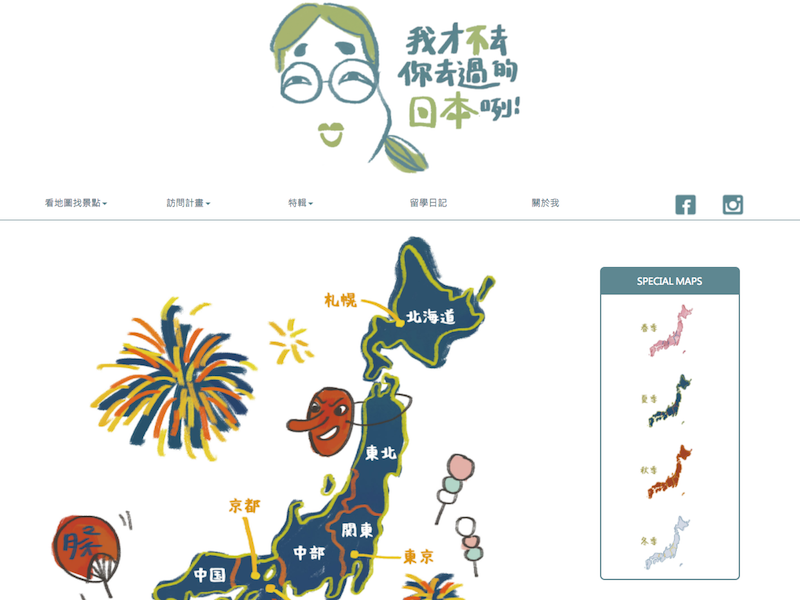 我才不去
你去過的
日本咧!
看地圖找景點
訪問計畫
特輯
留學日記
關於我
SPECIAL MAPS
春季
夏季
秋季
冬季
札幌
北海道
東北
京都
関東
中部
東京
中国